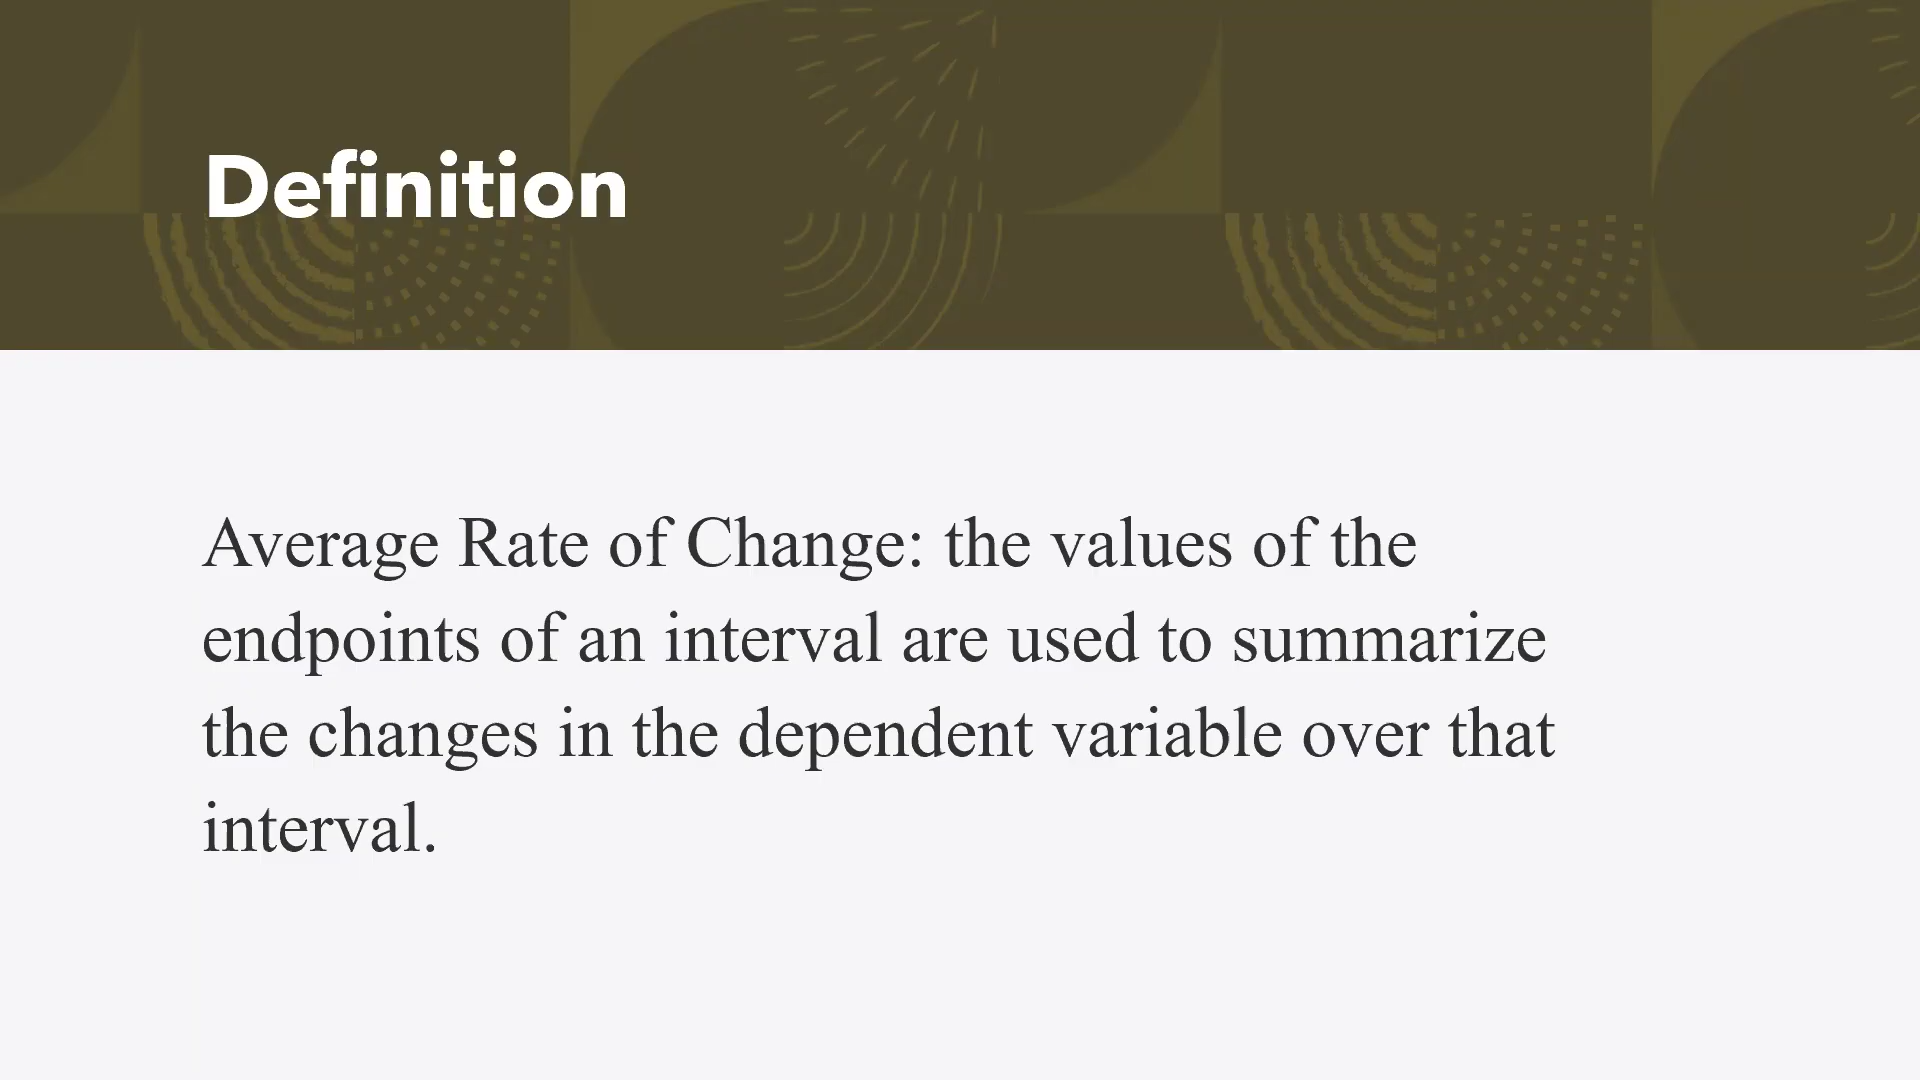 Definition
Average Rate of Change: the values of the
endpoints of an interval are used to summarize
the changes in the dependent variable over that
interval.